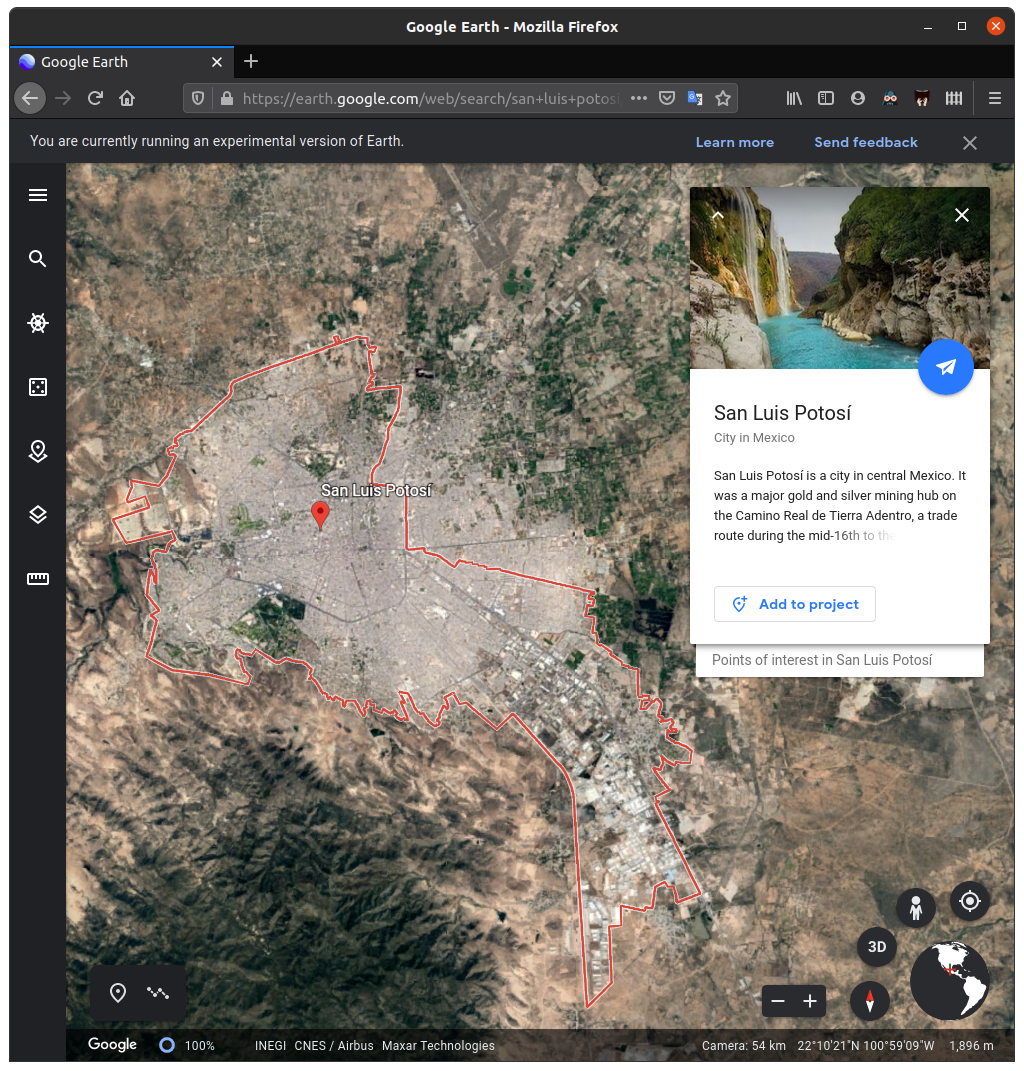 Google Earth - Mozilla Firefox
Google Earth
https://earth.google.com/web/search/san+luis+potosi
You are currently running an experimental version of Earth.
Learn more
Send feedback
San Luis Potosí
San Luis Potosí
City in Mexico
San Luis Potosí is a city in central Mexico. It
was a major gold and silver mining hub on
the Camino Real de Tierra Adentro, a trade
route during the mid-16th to the
Add to project
Points of interest in San Luis Potosí
3D
Google
100%
INEGI CNES / Airbus Maxar Technologies
Camera: 54 km 22°10'21"N 100°59'09"W 1,896 m